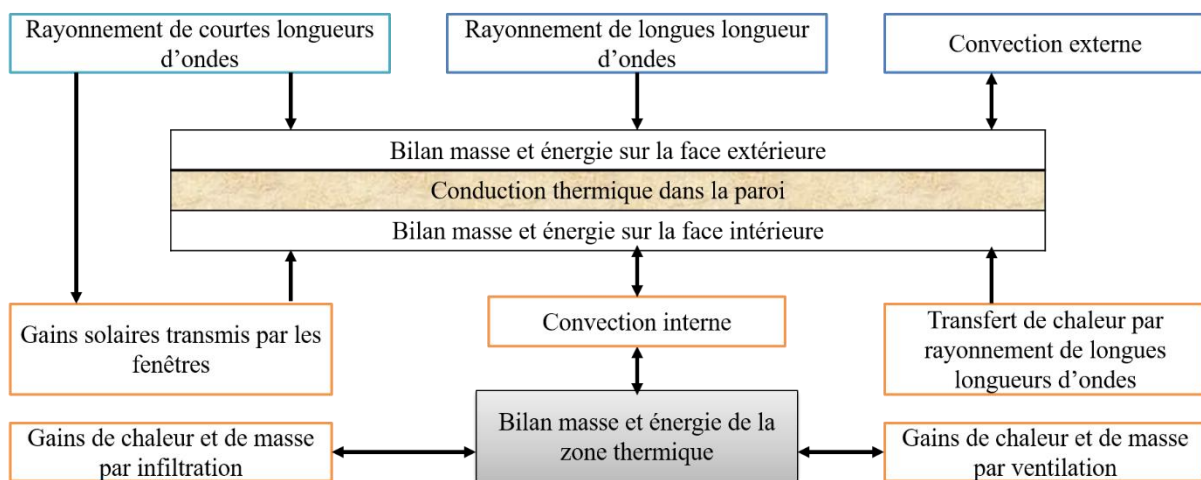 Rayonnement de courtes longueurs
d’ondes
Rayonnement de longues longueur
d’ondes
Convection externe
Bilan masse et énergie sur la face extérieure
Conduction thermique dans la paroi
Bilan masse et énergie sur la face intérieure
Gains solaires transmis par les
fenêtres
Convection interne
Transfert de chaleur par
rayonnement de longues
longueurs d’ondes
Gains de chaleur et de masse
par infiltration
Bilan masse et énergie de la
zone thermique
Gains de chaleur et de masse
par ventilation